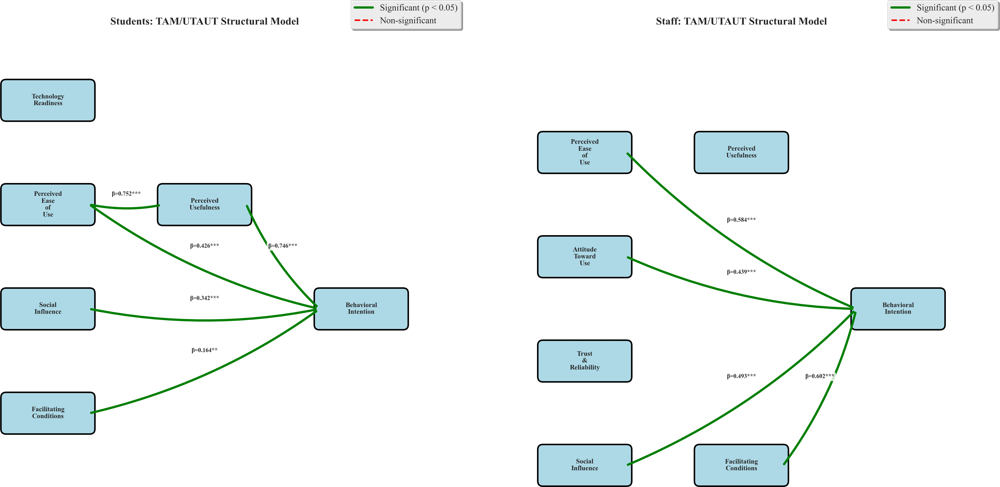 Students: TAM/UTAUT Structural Model
Significant (p < 0.05)
Non-significant
Technology
Readiness
Perceived
Ease
of
Use
β=0.752***
Perceived
Usefulness
β=0.426***
β=0.746***
Social
Influence
β=0.342***
Behavioral
Intention
β=0.164**
Facilitating
Conditions
Staff: TAM/UTAUT Structural Model
Significant (p < 0.05)
Non-significant
Perceived
Ease
of
Use
Perceived
Usefulness
β=0.584***
Attitude
Toward
Use
β=0.439***
Behavioral
Intention
Trust
&
Reliability
β=0.493***
β=0.602***
Social
Influence
Facilitating
Conditions